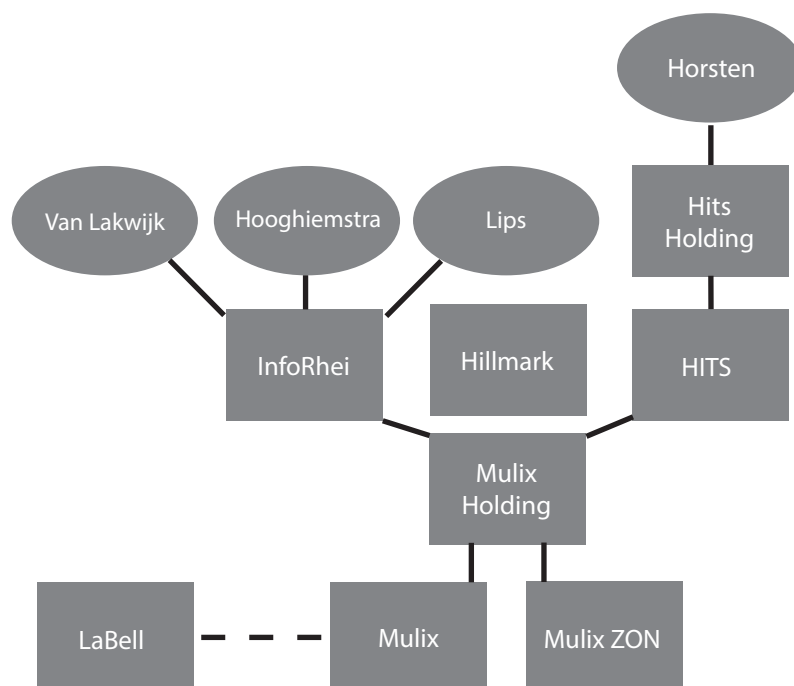 Horsten
Van Lakwijk
Hooghiemstra
Lips
Hits
Holding
InfoRhei
Hillmark
HITS
Mulix
Holding
LaBell
Mulix
Mulix ZON